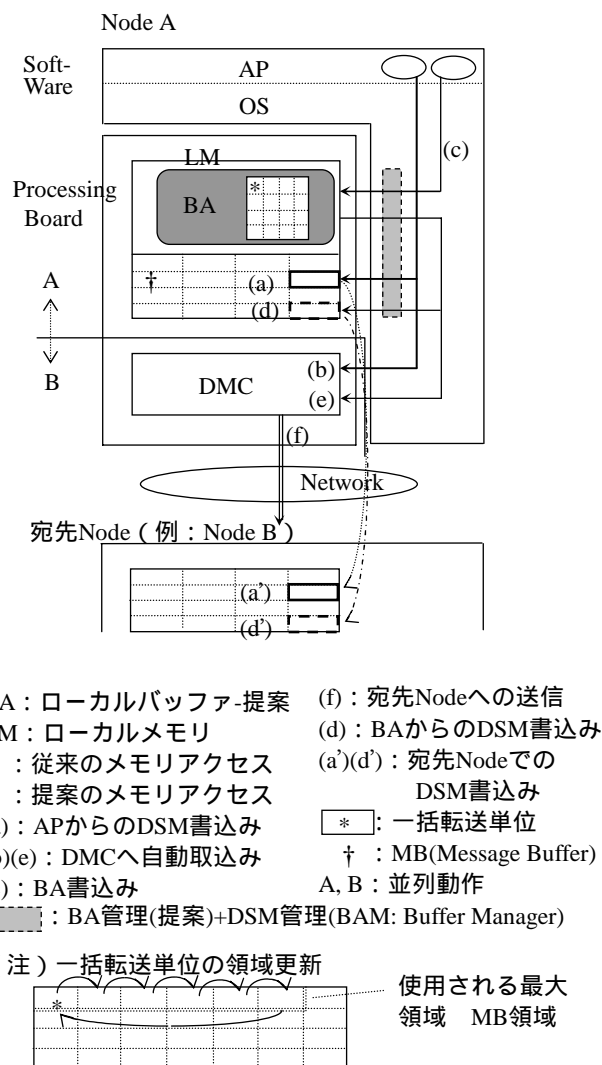 Node A
Soft-
Ware
AP
OS
(c)
LM
*
BA
Processing
Board
†
(a)
(d)
A
B
(b)
DMC
(e)
(f)
Network
宛先Node（例：Node B）
(a’)
(d’)
A：ローカルバッファ-提案
M：ローカルメモリ
：従来のメモリアクセス
：提案のメモリアクセス
)：APからのDSM書込み
)(e)：DMCへ自動取込み
)：BA書込み
(f)：宛先Nodeへの送信
(d)：BAからのDSM書込み
(a’)(d’)：宛先Nodeでの
DSM書込み
*：一括転送単位
†：MB(Message Buffer)
A, B：並列動作
：BA管理(提案)+DSM管理(BAM: Buffer Manager)
注）一括転送単位の領域更新
*
使用される最大
領域　MB領域